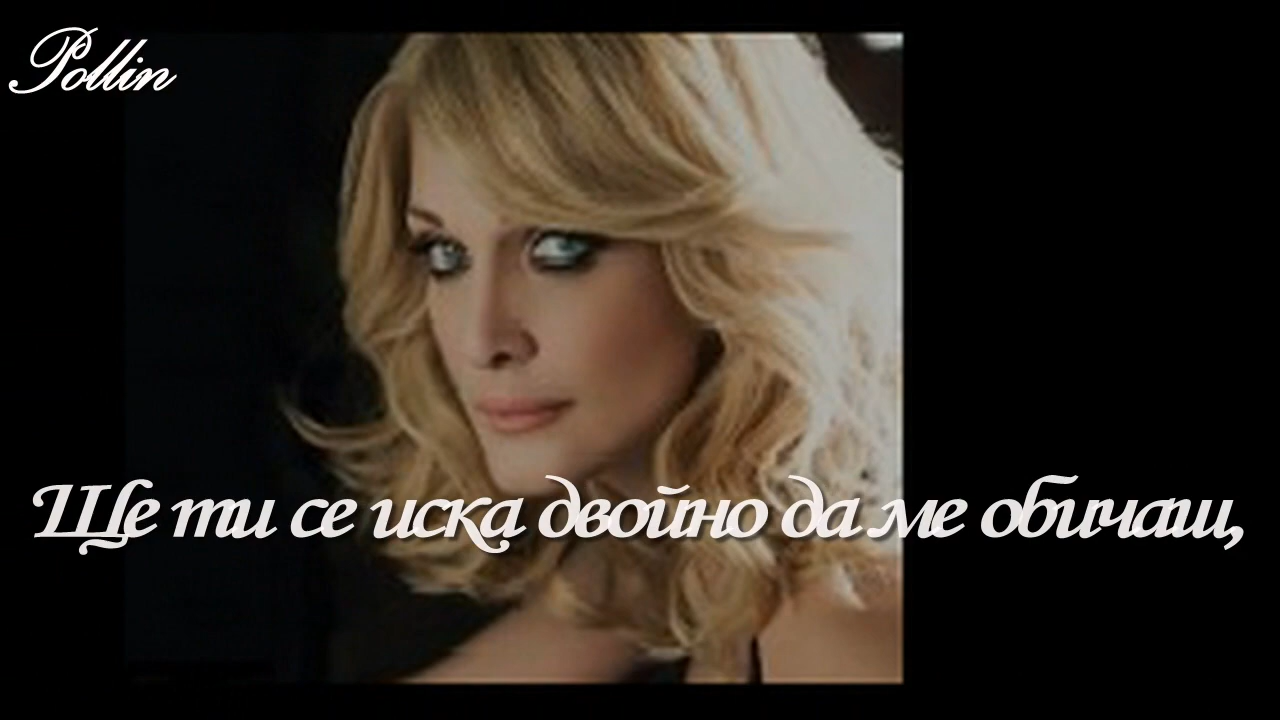 Pollin
Ще ти се иска двойно да ме обичаш,